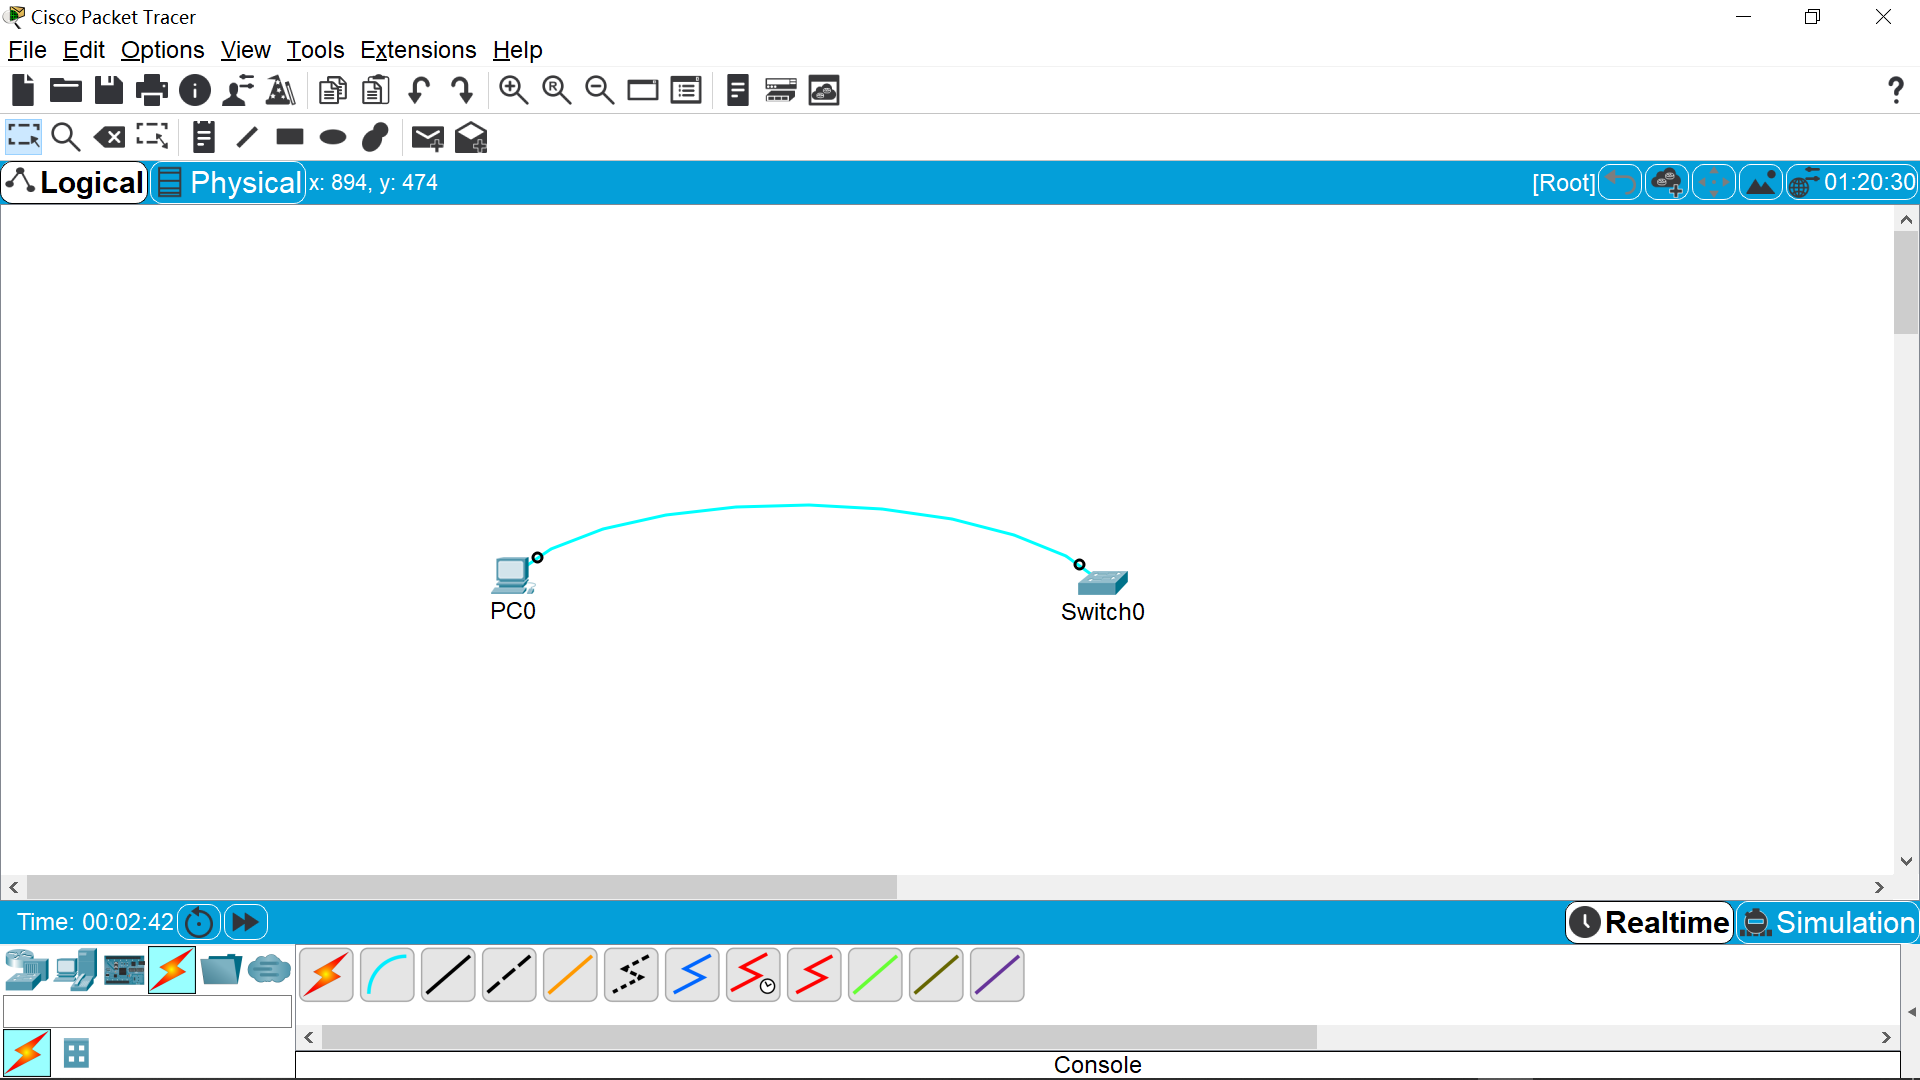 Cisco Packet Tracer
File Edit Options View Tools Extensions Help
Logical Physical x: 894, y: 474 [Root] 01:20:30
PC0
Switch0
Time: 00:02:42 Realtime Simulation
Console